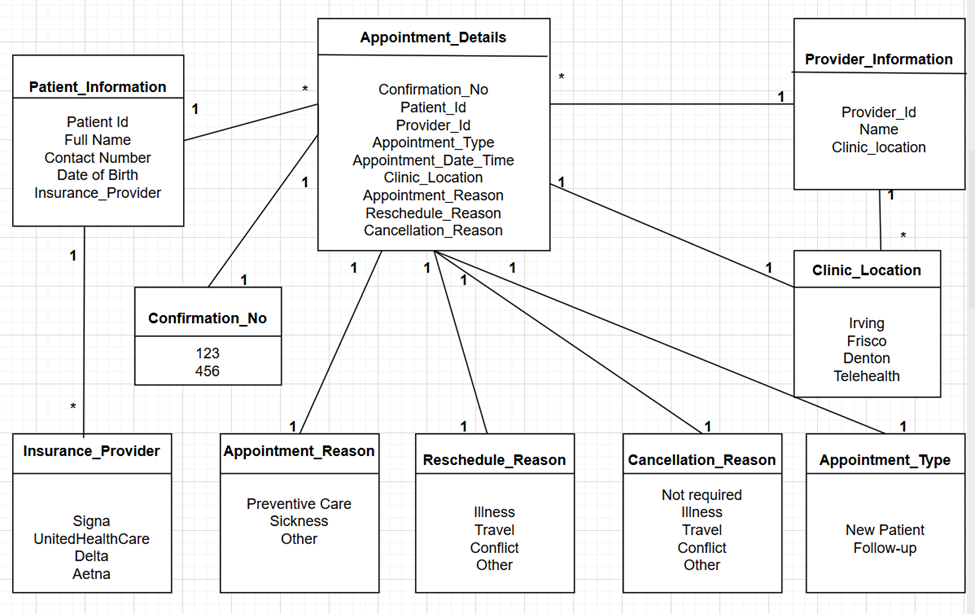 Appointment_Details
Confirmation_No
Patient_Id
Provider_Id
Appointment_Type
Appointment_Date_Time
Clinic_Location
Appointment_Reason
Reschedule_Reason
Cancellation_Reason
Patient_Information
Patient Id
Full Name
Contact Number
Date of Birth
Insurance_Provider
Provider_Information
Provider_Id
Name
Clinic_location
1
*
*
1
1
1
1
1
1
*
1
*
1
1
1
1
1
1
1
1
1
Confirmation_No
123
456
Clinic_Location
Irving
Frisco
Denton
Telehealth
Insurance_Provider
Signa
UnitedHealthCare
Delta
Aetna
Appointment_Reason
Preventive Care
Sickness
Other
Reschedule_Reason
Illness
Travel
Conflict
Other
Cancellation_Reason
Not required
Illness
Travel
Conflict
Other
Appointment_Type
New Patient
Follow-up